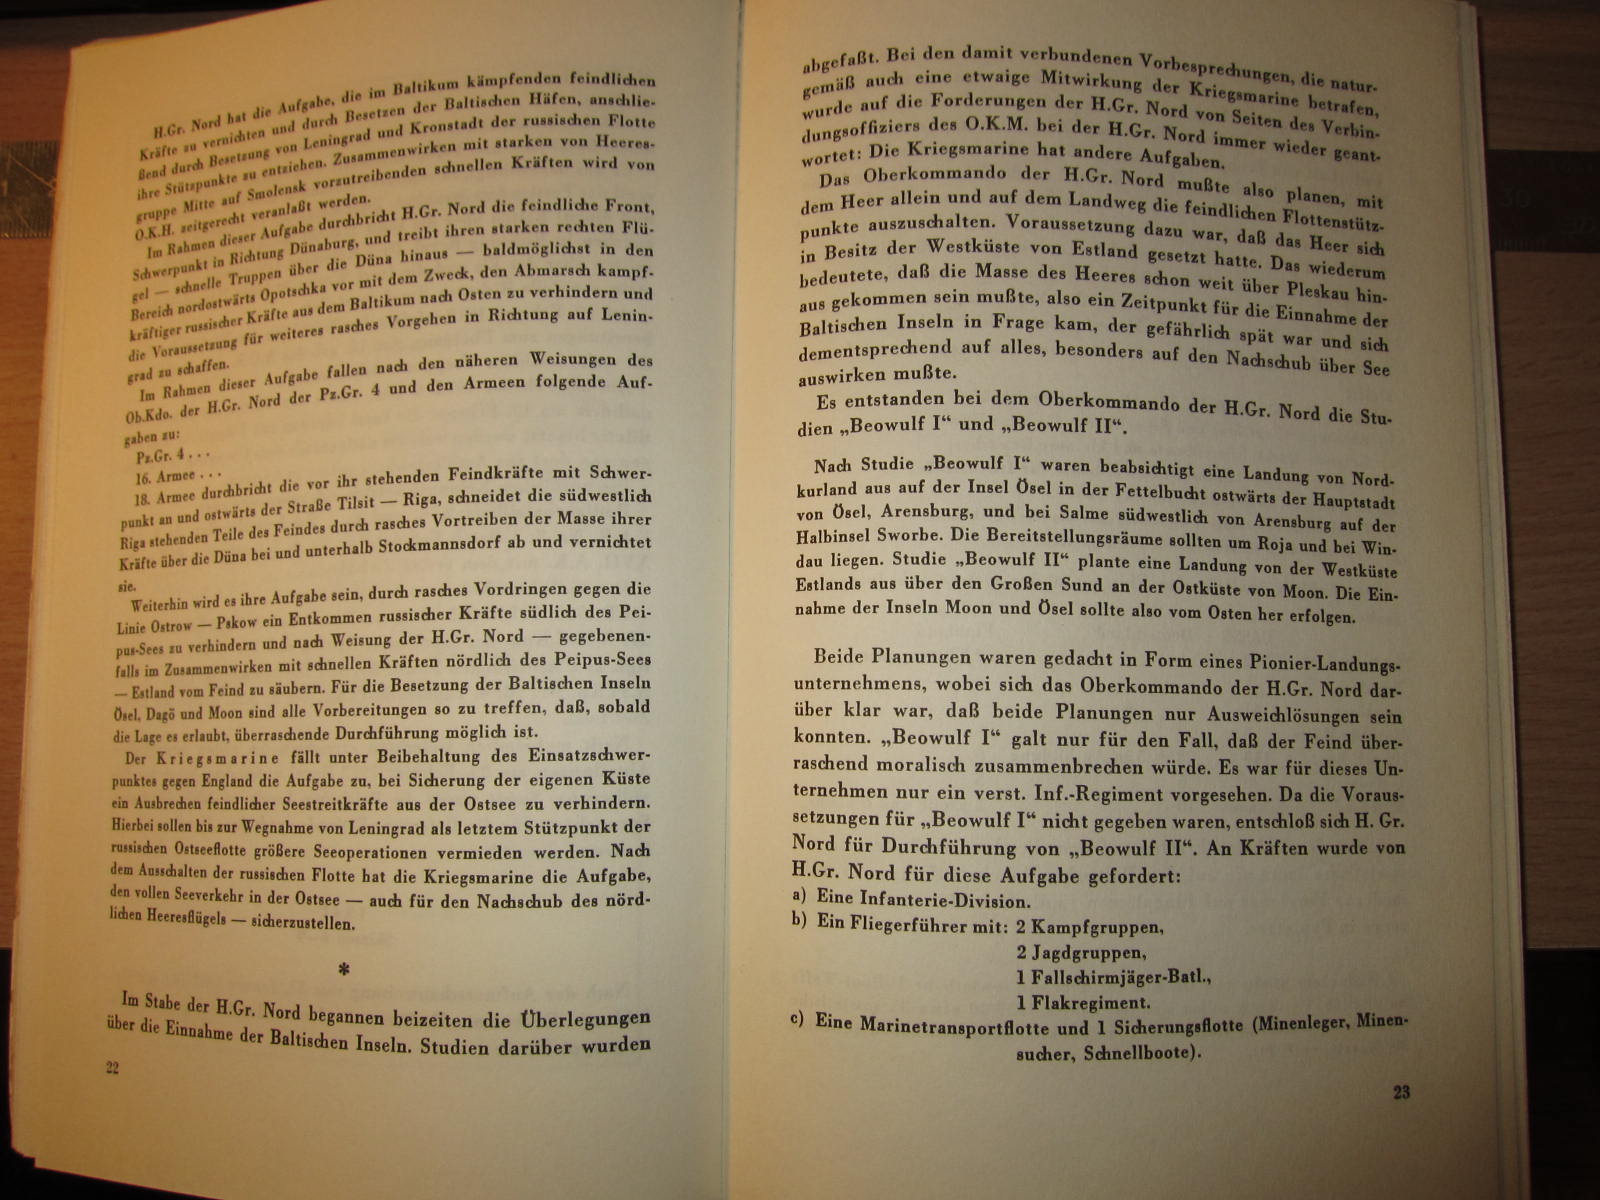 H.Gr. Nord hat die Aufgabe, die im Baltikum kämpfenden feindlichen
Kräfte zu vernichten und durch Besetzen der Baltischen Häfen, anschlie-
ßend durch Besetzung von Leningrad und Kronstadt der russischen Flotte
ihre Stützpunkte zu entziehen. Zusammenwirken mit starken von Heeres-
gruppe Mitte auf Smolensk vorzutreibenden schnellen Kräften wird von
O.K.H. zeitgerecht veranlaßt werden.
Im Rahmen dieser Aufgabe durchbricht H.Gr. Nord die feindliche Front,
Schwerpunkt in Richtung Dünaburg, und treibt ihren starken rechten Flü-
gel — schnelle Truppen über die Düna hinaus — baldmöglichst in den
Bereich nordostwärts Opotschka vor mit dem Zweck, den Abmarsch kampf-
kräftiger russischer Kräfte aus dem Baltikum nach Osten zu verhindern und
die Voraussetzung für weiteres rasches Vorgehen in Richtung auf Lenin-
grad zu schaffen.
Im Rahmen dieser Aufgabe fallen nach den näheren Weisungen des
Ob.Kdo. der H.Gr. Nord der Pz.Gr. 4 und den Armeen folgende Auf-
gaben zu:
Pz.Gr. 4 . . .
16. Armee . . .
18. Armee durchbricht die vor ihr stehenden Feindkräfte mit Schwer-
punkt an und ostwärts der Straße Tilsit — Riga, schneidet die südwestlich
Riga stehenden Teile des Feindes durch rasches Vortreiben der Masse ihrer
Kräfte über die Düna bei und unterhalb Stockmannsdorf ab und vernichtet
sie.
Weiterhin wird es ihre Aufgabe sein, durch rasches Vordringen gegen die
Linie Ostrow — Pskow ein Entkommen russischer Kräfte südlich des Pei-
pus-Sees zu verhindern und nach Weisung der H.Gr. Nord — gegebenen-
falls im Zusammenwirken mit schnellen Kräften nördlich des Peipus-Sees
— Estland vom Feind zu säubern. Für die Besetzung der Baltischen Inseln
Ösel, Dagö und Moon sind alle Vorbereitungen so zu treffen, daß, sobald
die Lage es erlaubt, überraschende Durchführung möglich ist.
Der Kriegsmarine fällt unter Beibehaltung des Einsatzschwer-
punktes gegen England die Aufgabe zu, bei Sicherung der eigenen Küste
ein Ausbrechen feindlicher Seestreitkräfte aus der Ostsee zu verhindern.
Hierbei sollen bis zur Wegnahme von Leningrad als letztem Stützpunkt der
russischen Ostseeflotte größere Seeoperationen vermieden werden. Nach
dem Ausschalten der russischen Flotte hat die Kriegsmarine die Aufgabe,
den vollen Seeverkehr in der Ostsee — auch für den Nachschub des nörd-
lichen Heeresflügels — sicherzustellen.
*
Im Stabe der H.Gr. Nord begannen beizeiten die Überlegungen
über die Einnahme der Baltischen Inseln. Studien darüber wurden
22
abgefaßt. Bei den damit verbundenen Vorbesprechungen, die natur-
gemäß auch eine etwaige Mitwirkung der Kriegsmarine betrafen,
wurde auf die Forderungen der H.Gr. Nord von Seiten des Verbin-
dungsoffiziers des O.K.M. bei der H.Gr. Nord immer wieder geant-
wortet: Die Kriegsmarine hat andere Aufgaben.
Das Oberkommando der H.Gr. Nord mußte also planen, mit
dem Heer allein und auf dem Landweg die feindlichen Flottenstütz-
punkte auszuschalten. Voraussetzung dazu war, daß das Heer sich
in Besitz der Westküste von Estland gesetzt hatte. Das wiederum
bedeutete, daß die Masse des Heeres schon weit über Pleskau hin-
aus gekommen sein mußte, also ein Zeitpunkt für die Einnahme der
Baltischen Inseln in Frage kam, der gefährlich spät war und sich
dementsprechend auf alles, besonders auf den Nachschub über See
auswirken mußte.
Es entstanden bei dem Oberkommando der H.Gr. Nord die Stu-
dien „Beowulf I“ und „Beowulf II“.
Nach Studie „Beowulf I“ waren beabsichtigt eine Landung von Nord-
kurland aus auf der Insel Ösel in der Fettelbucht ostwärts der Hauptstadt
von Ösel, Arensburg, und bei Salme südwestlich von Arensburg auf der
Halbinsel Sworbe. Die Bereitstellungsräume sollten um Roja und bei Win-
dau liegen. Studie „Beowulf II“ plante eine Landung von der Westküste
Estlands aus über den Großen Sund an der Ostküste von Moon. Die Ein-
nahme der Inseln Moon und Ösel sollte also vom Osten her erfolgen.
Beide Planungen waren gedacht in Form eines Pionier-Landungs-
unternehmens, wobei sich das Oberkommando der H.Gr. Nord dar-
über klar war, daß beide Planungen nur Ausweichlösungen sein
konnten. „Beowulf I“ galt nur für den Fall, daß der Feind über-
raschend moralisch zusammenbrechen würde. Es war für dieses Un-
ternehmen nur ein verst. Inf.-Regiment vorgesehen. Da die Voraus-
setzungen für „Beowulf I“ nicht gegeben waren, entschloß sich H. Gr.
Nord für Durchführung von „Beowulf II“. An Kräften wurde von
H.Gr. Nord für diese Aufgabe gefordert:
a) Eine Infanterie-Division.
b) Ein Fliegerführer mit: 2 Kampfgruppen,
2 Jagdgruppen,
1 Fallschirmjäger-Batl.,
1 Flakregiment.
c) Eine Marinetransportflotte und 1 Sicherungsflotte (Minenleger, Minen-
sucher, Schnellboote).
23